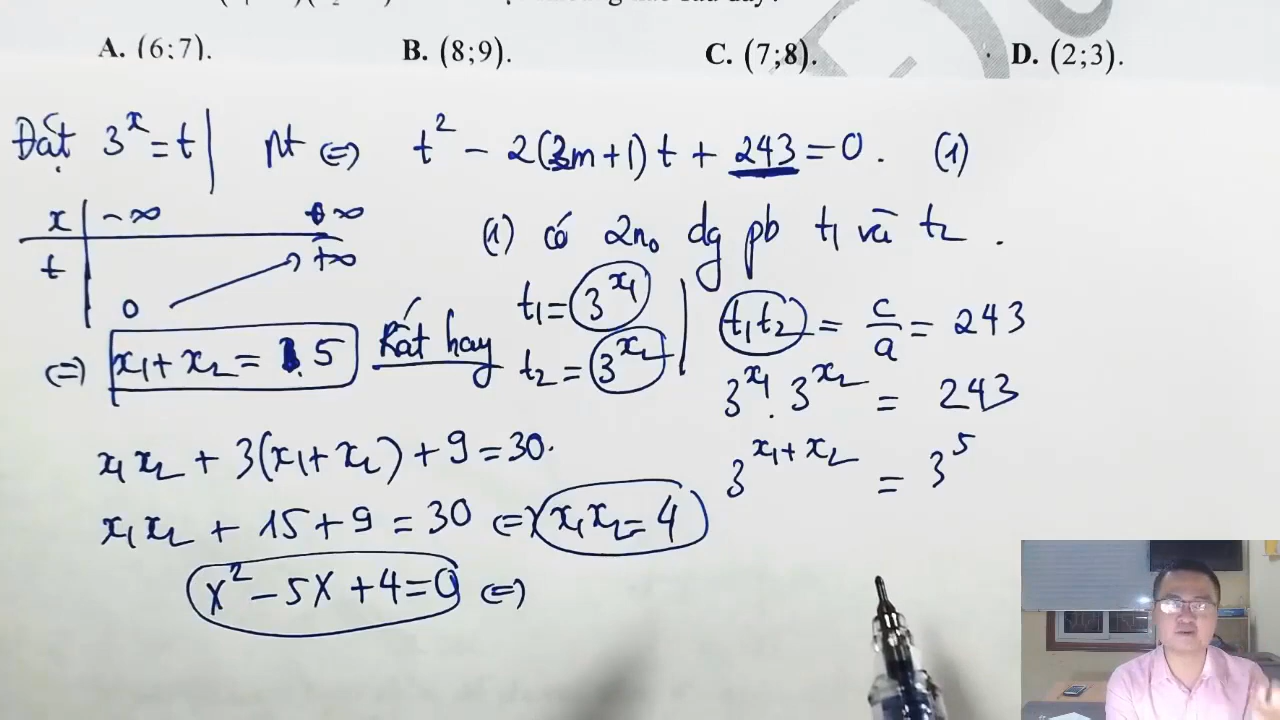 A. (6;7). B. (8;9). C. (7;8). D. (2;3).
Đặt 3^x = t | pt <=> t^2 - 2(2m+1)t + 243 = 0. (1)
x | -∞ +∞
t | 0 +∞
(1) có 2n0 dg pb t1 và t2.
t1 = 3^x1
t2 = 3^x2
t1t2 = c/a = 243
<=> x1 + x2 = 5 Rất hay
3^x1 . 3^x2 = 243
3^(x1+x2) = 3^5
x1x2 + 3(x1+x2) + 9 = 30.
x1x2 + 15 + 9 = 30 <=> x1x2 = 4
x^2 - 5x + 4 = 0 <=>